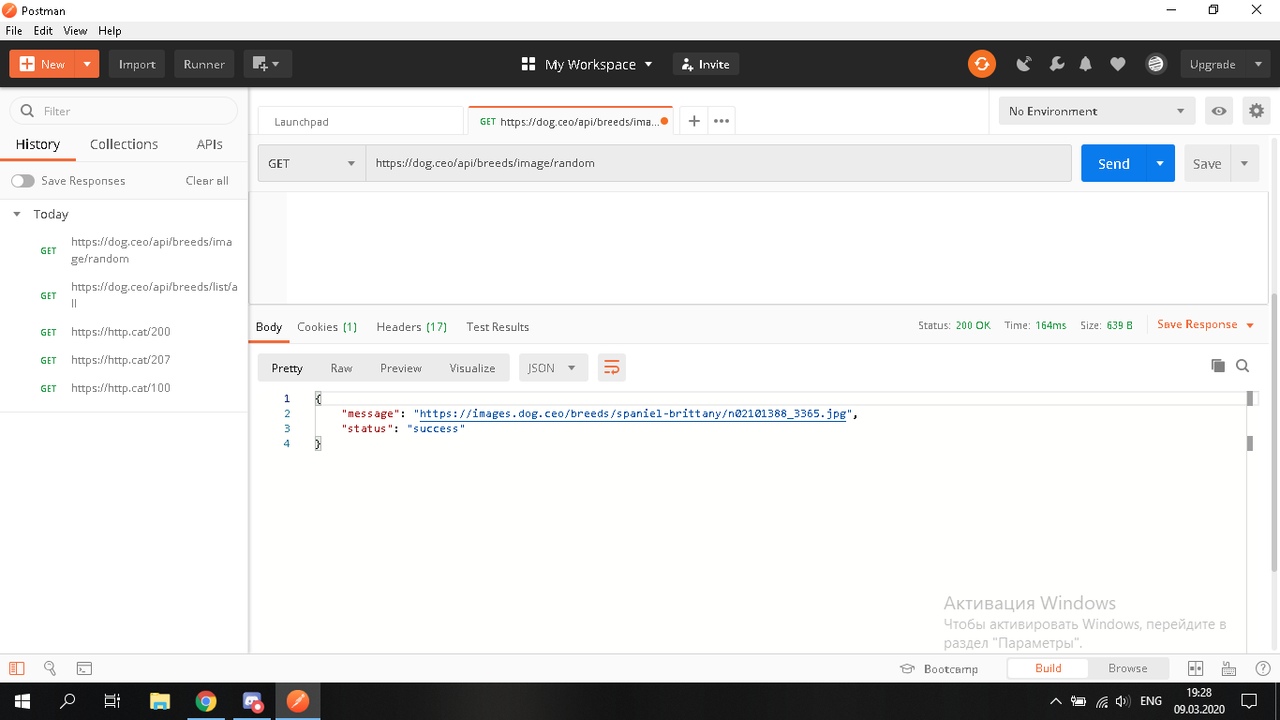 Postman
File Edit View Help
New Import Runner My Workspace Invite Upgrade
Filter
History Collections APIs
Save Responses Clear all
Today
GET https://dog.ceo/api/breeds/ima
ge/random
GET https://dog.ceo/api/breeds/list/a
ll
GET https://http.cat/200
GET https://http.cat/207
GET https://http.cat/100
Launchpad GET https://dog.ceo/api/breeds/ima... + ••• No Environment
GET https://dog.ceo/api/breeds/image/random Send Save
Body Cookies (1) Headers (17) Test Results Status: 200 OK Time: 164ms Size: 639 B Save Response
Pretty Raw Preview Visualize JSON
1 {
2 "message": "https://images.dog.ceo/breeds/spaniel-brittany/n02101388_3365.jpg",
3 "status": "success"
4 }
Активация Windows
Чтобы активировать Windows, перейдите в
раздел "Параметры".
Bootcamp Build Browse
ENG 19:28
09.03.2020